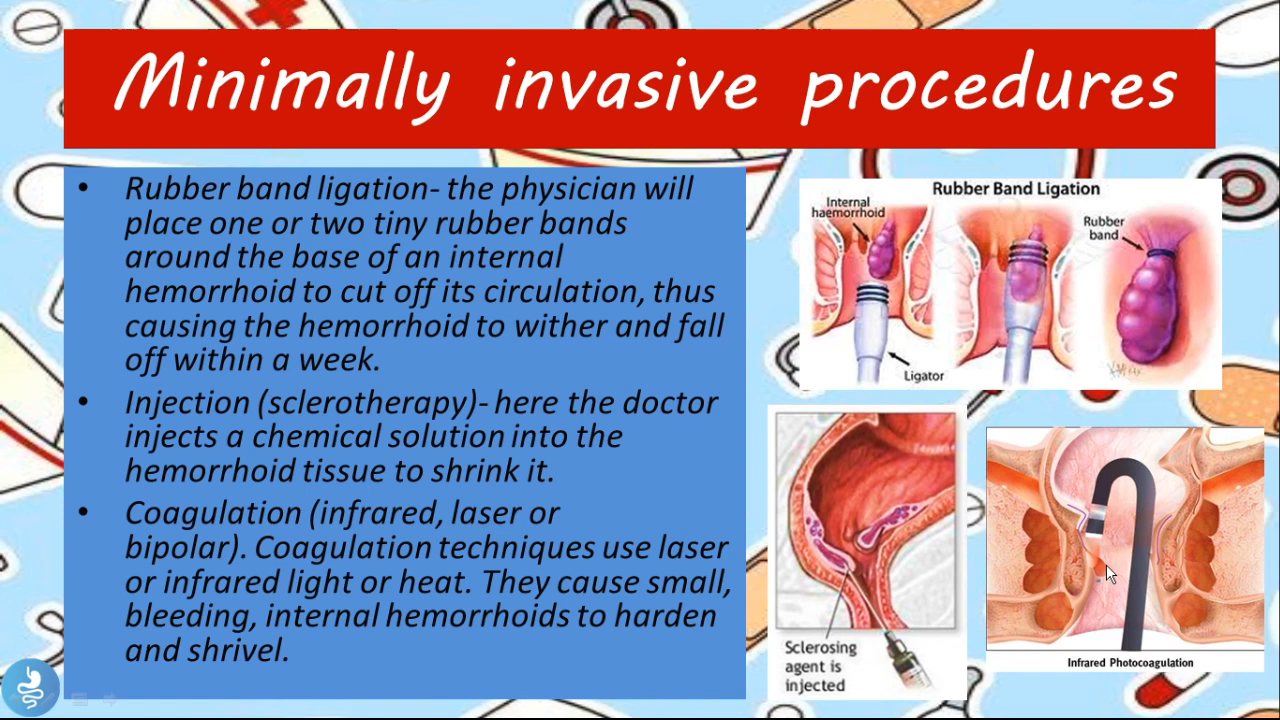 Minimally invasive procedures
• Rubber band ligation- the physician will
place one or two tiny rubber bands
around the base of an internal
hemorrhoid to cut off its circulation, thus
causing the hemorrhoid to wither and fall
off within a week.
• Injection (sclerotherapy)- here the doctor
injects a chemical solution into the
hemorrhoid tissue to shrink it.
• Coagulation (infrared, laser or
bipolar). Coagulation techniques use laser
or infrared light or heat. They cause small,
bleeding, internal hemorrhoids to harden
and shrivel.
Rubber Band Ligation
Internal
haemorrhoid
Rubber
band
Ligator
Sclerosing
agent is
injected
Infrared Photocoagulation